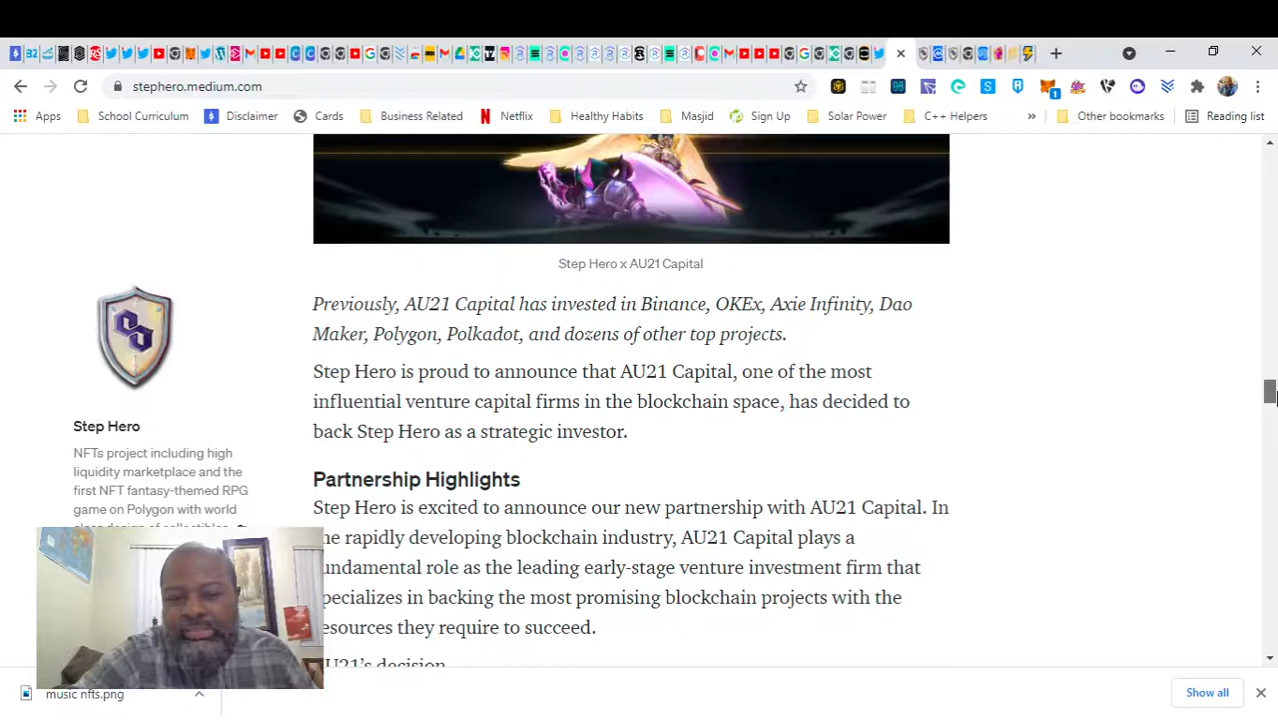 stephero.medium.com
1
Apps
School Curriculum
Disclaimer
Cards
Business Related
Netflix
Healthy Habits
Masjid
Sign Up
Solar Power
C++ Helpers
»
Other bookmarks
Reading list
Step Hero x AU21 Capital
Previously, AU21 Capital has invested in Binance, OKEx, Axie Infinity, Dao
Maker, Polygon, Polkadot, and dozens of other top projects.
Step Hero is proud to announce that AU21 Capital, one of the most
influential venture capital firms in the blockchain space, has decided to
back Step Hero as a strategic investor.
Step Hero
NFTs project including high
liquidity marketplace and the
first NFT fantasy-themed RPG
game on Polygon with world
class design of collectibles.
Partnership Highlights
Step Hero is excited to announce our new partnership with AU21 Capital. In
he rapidly developing blockchain industry, AU21 Capital plays a
undamental role as the leading early-stage venture investment firm that
pecializes in backing the most promising blockchain projects with the
esources they require to succeed.
AU21's decision
music nfts.png
Show all